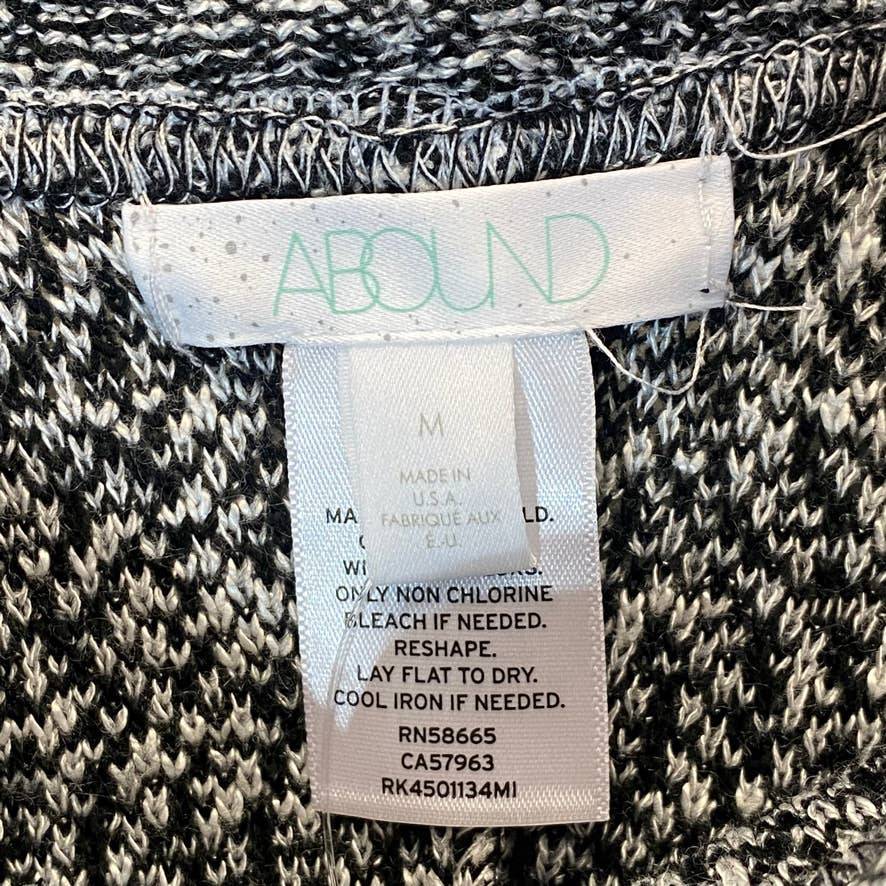 ABOUND
M
MADE IN
U.S.A.
FABRIQUÉ AUX
É.-U.
ONLY NON CHLORINE
BLEACH IF NEEDED.
RESHAPE.
LAY FLAT TO DRY.
COOL IRON IF NEEDED.
RN58665
CA57963
RK4501134MI